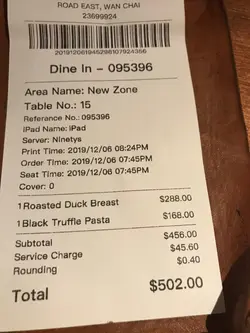 ROAD EAST, WAN CHAI
23699924
201912061945298107924356
Dine In - 095396
Area Name: New Zone
Table No.: 15
Reference No.: 095396
iPad Name: iPad
Server: Ninetys
Print Time: 2019/12/06 08:24PM
Order Time: 2019/12/06 07:45PM
Seat Time: 2019/12/06 07:45PM
Cover: 0
1 Roasted Duck Breast $288.00
1 Black Truffle Pasta $168.00
Subtotal $456.00
Service Charge $45.60
Rounding $0.40
Total $502.00